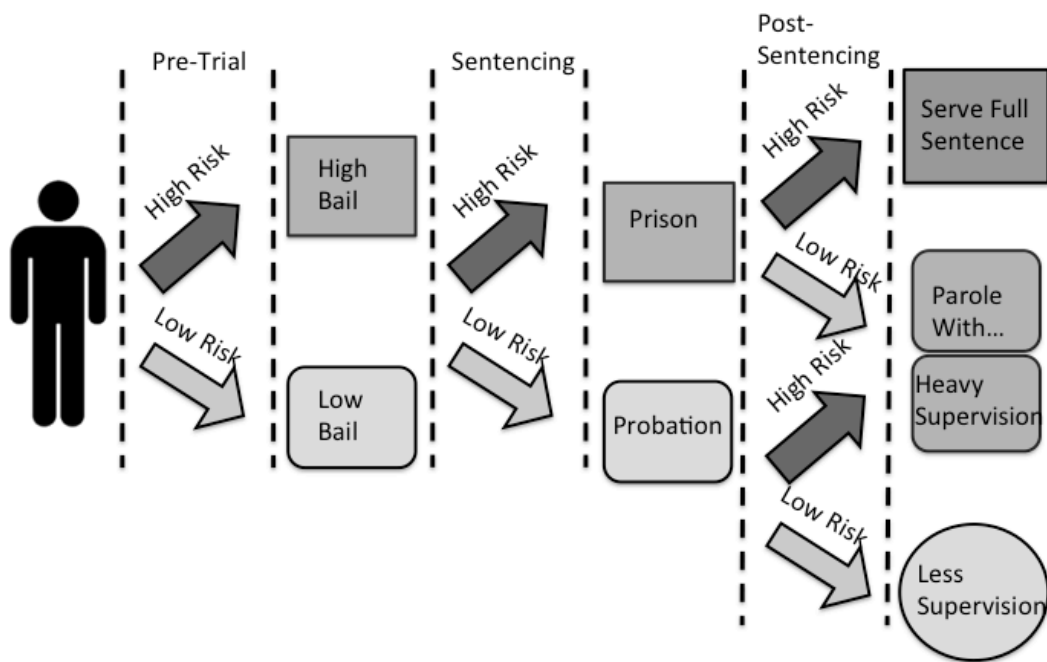 Pre-Trial
High Risk
Low Risk
High
Bail
Low
Bail
Sentencing
High Risk
Low Risk
Prison
Probation
Post-
Sentencing
High Risk
Low Risk
High Risk
Low Risk
Serve Full
Sentence
Parole
With...
Heavy
Supervision
Less
Supervision